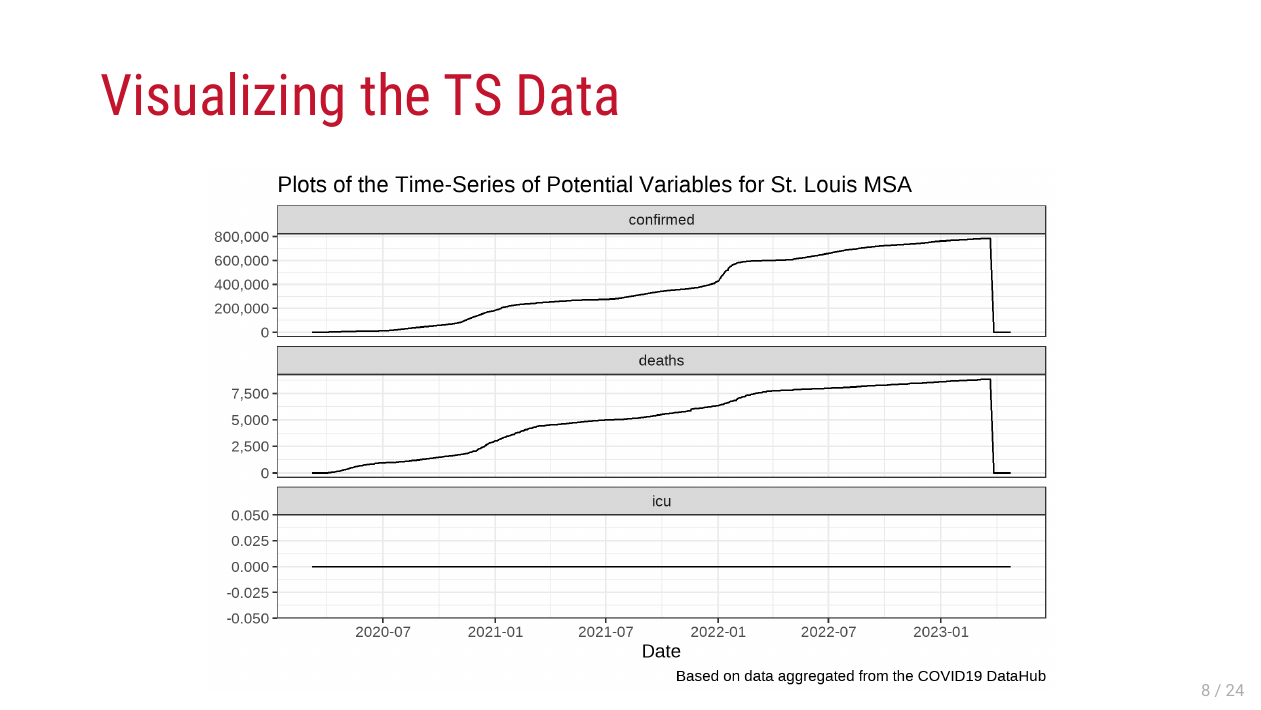 Visualizing the TS Data
Plots of the Time-Series of Potential Variables for St. Louis MSA
confirmed
800,000
600,000
400,000
200,000
0
deaths
7,500
5,000
2,500
0
icu
0.050
0.025
0.000
-0.025
-0.050
2020-07 2021-01 2021-07 2022-01 2022-07 2023-01
Date
Based on data aggregated from the COVID19 DataHub
8 / 24